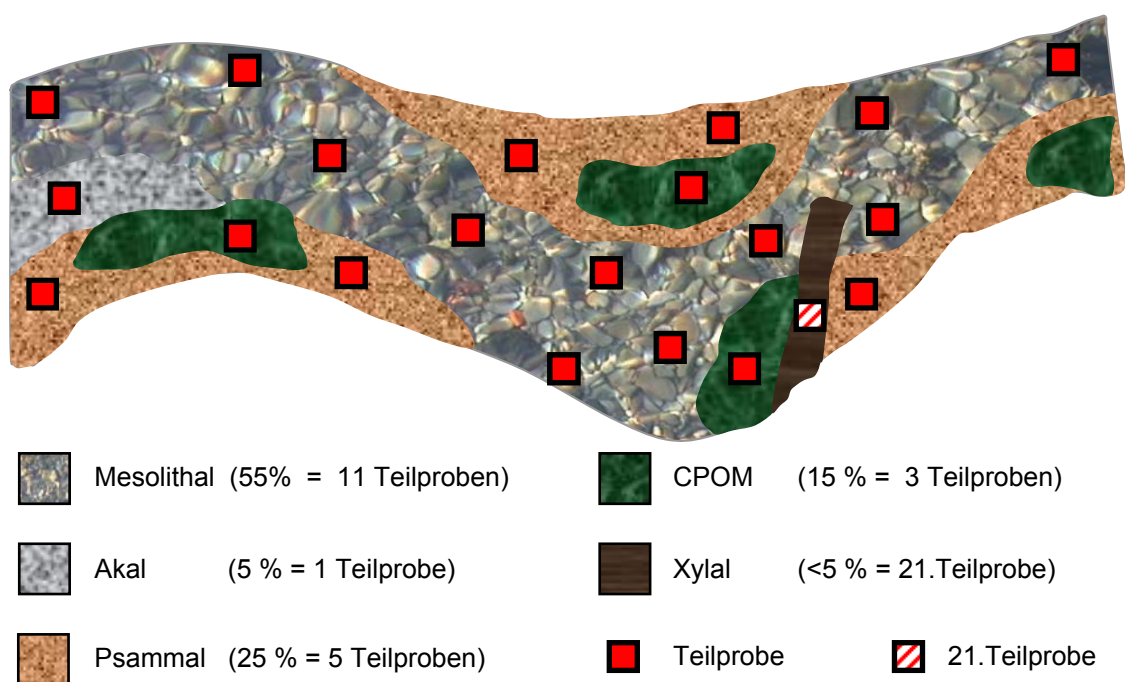 Mesolithal (55% = 11 Teilproben)
CPOM (15 % = 3 Teilproben)
Akal (5 % = 1 Teilprobe)
Xylal (<5 % = 21.Teilprobe)
Psammal (25 % = 5 Teilproben)
Teilprobe
21.Teilprobe